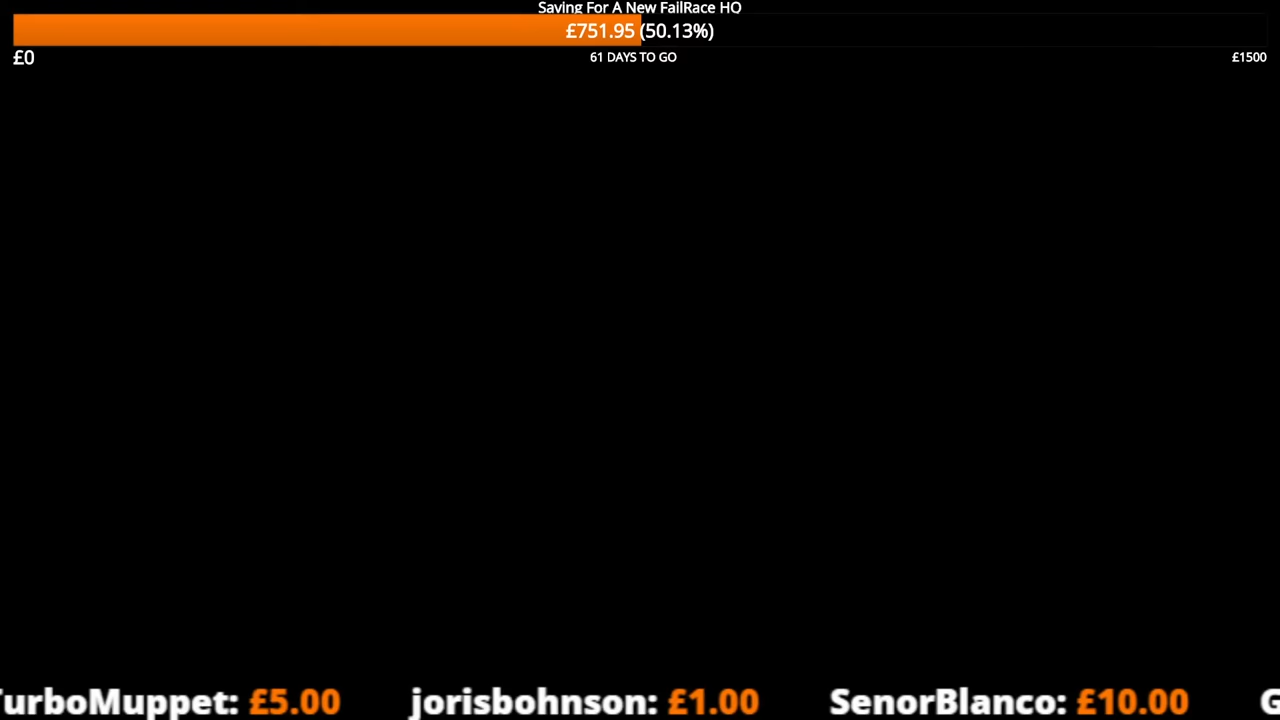 Saving For A New FailRace HQ
£751.95 (50.13%)
£0 61 DAYS TO GO £1500
TurboMuppet: £5.00 jorisbohnson: £1.00 SenorBlanco: £10.00 G